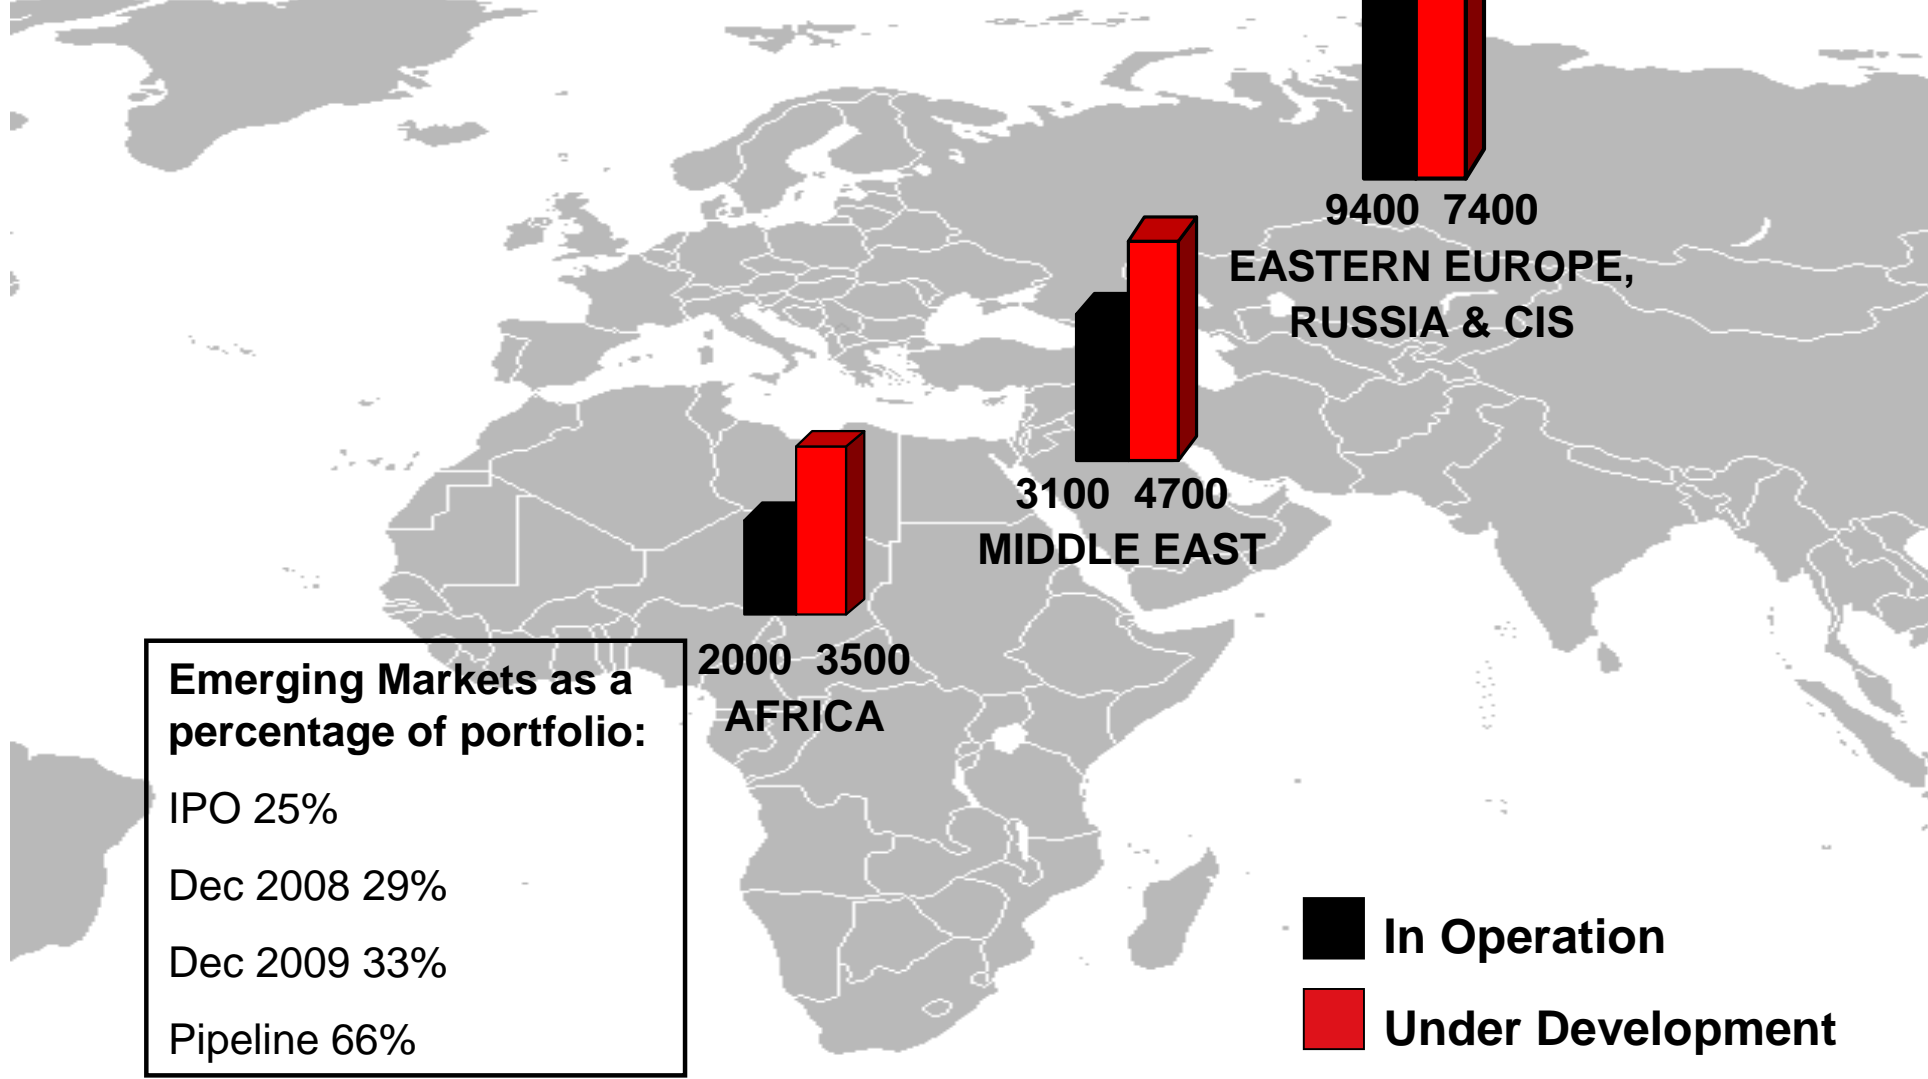 9400 7400
EASTERN EUROPE,
RUSSIA & CIS
3100 4700
MIDDLE EAST
2000 3500
AFRICA
Emerging Markets as a
percentage of portfolio:
IPO 25%
Dec 2008 29%
Dec 2009 33%
Pipeline 66%
In Operation
Under Development